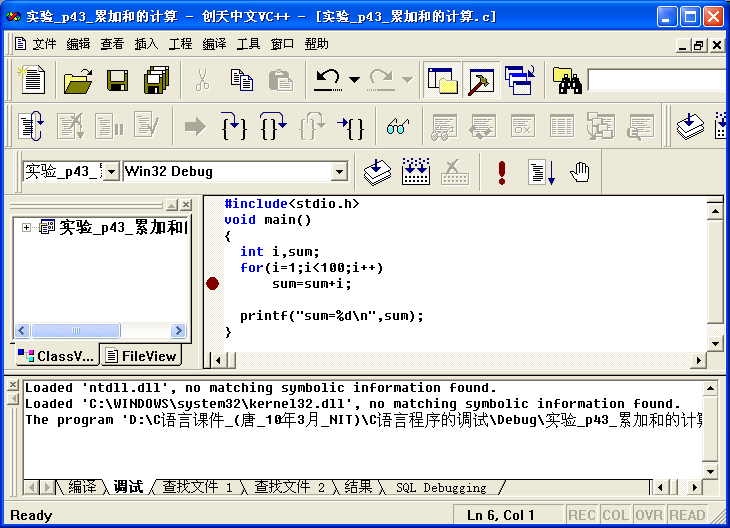 实验_p43_累加和的计算 - 创天中文VC++ - [实验_p43_累加和的计算.c]
文件 编辑 查看 插入 工程 编译 工具 窗口 帮助
实验_p43_ Win32 Debug
#include<stdio.h>
void main()
{
int i,sum;
for(i=1;i<100;i++)
sum=sum+i;
printf("sum=%d\n",sum);
}
实验_p43_累加和
ClassV... FileView
Loaded 'ntdll.dll', no matching symbolic information found.
Loaded 'C:\WINDOWS\system32\kernel32.dll', no matching symbolic information found.
The program 'D:\C语言课件_(唐_10年3月_NIT)\C语言程序的调试\Debug\实验_p43_累加和的计算
编译 调试 查找文件 1 查找文件 2 结果 SQL Debugging
Ready Ln 6, Col 1 REC COL OVR READ